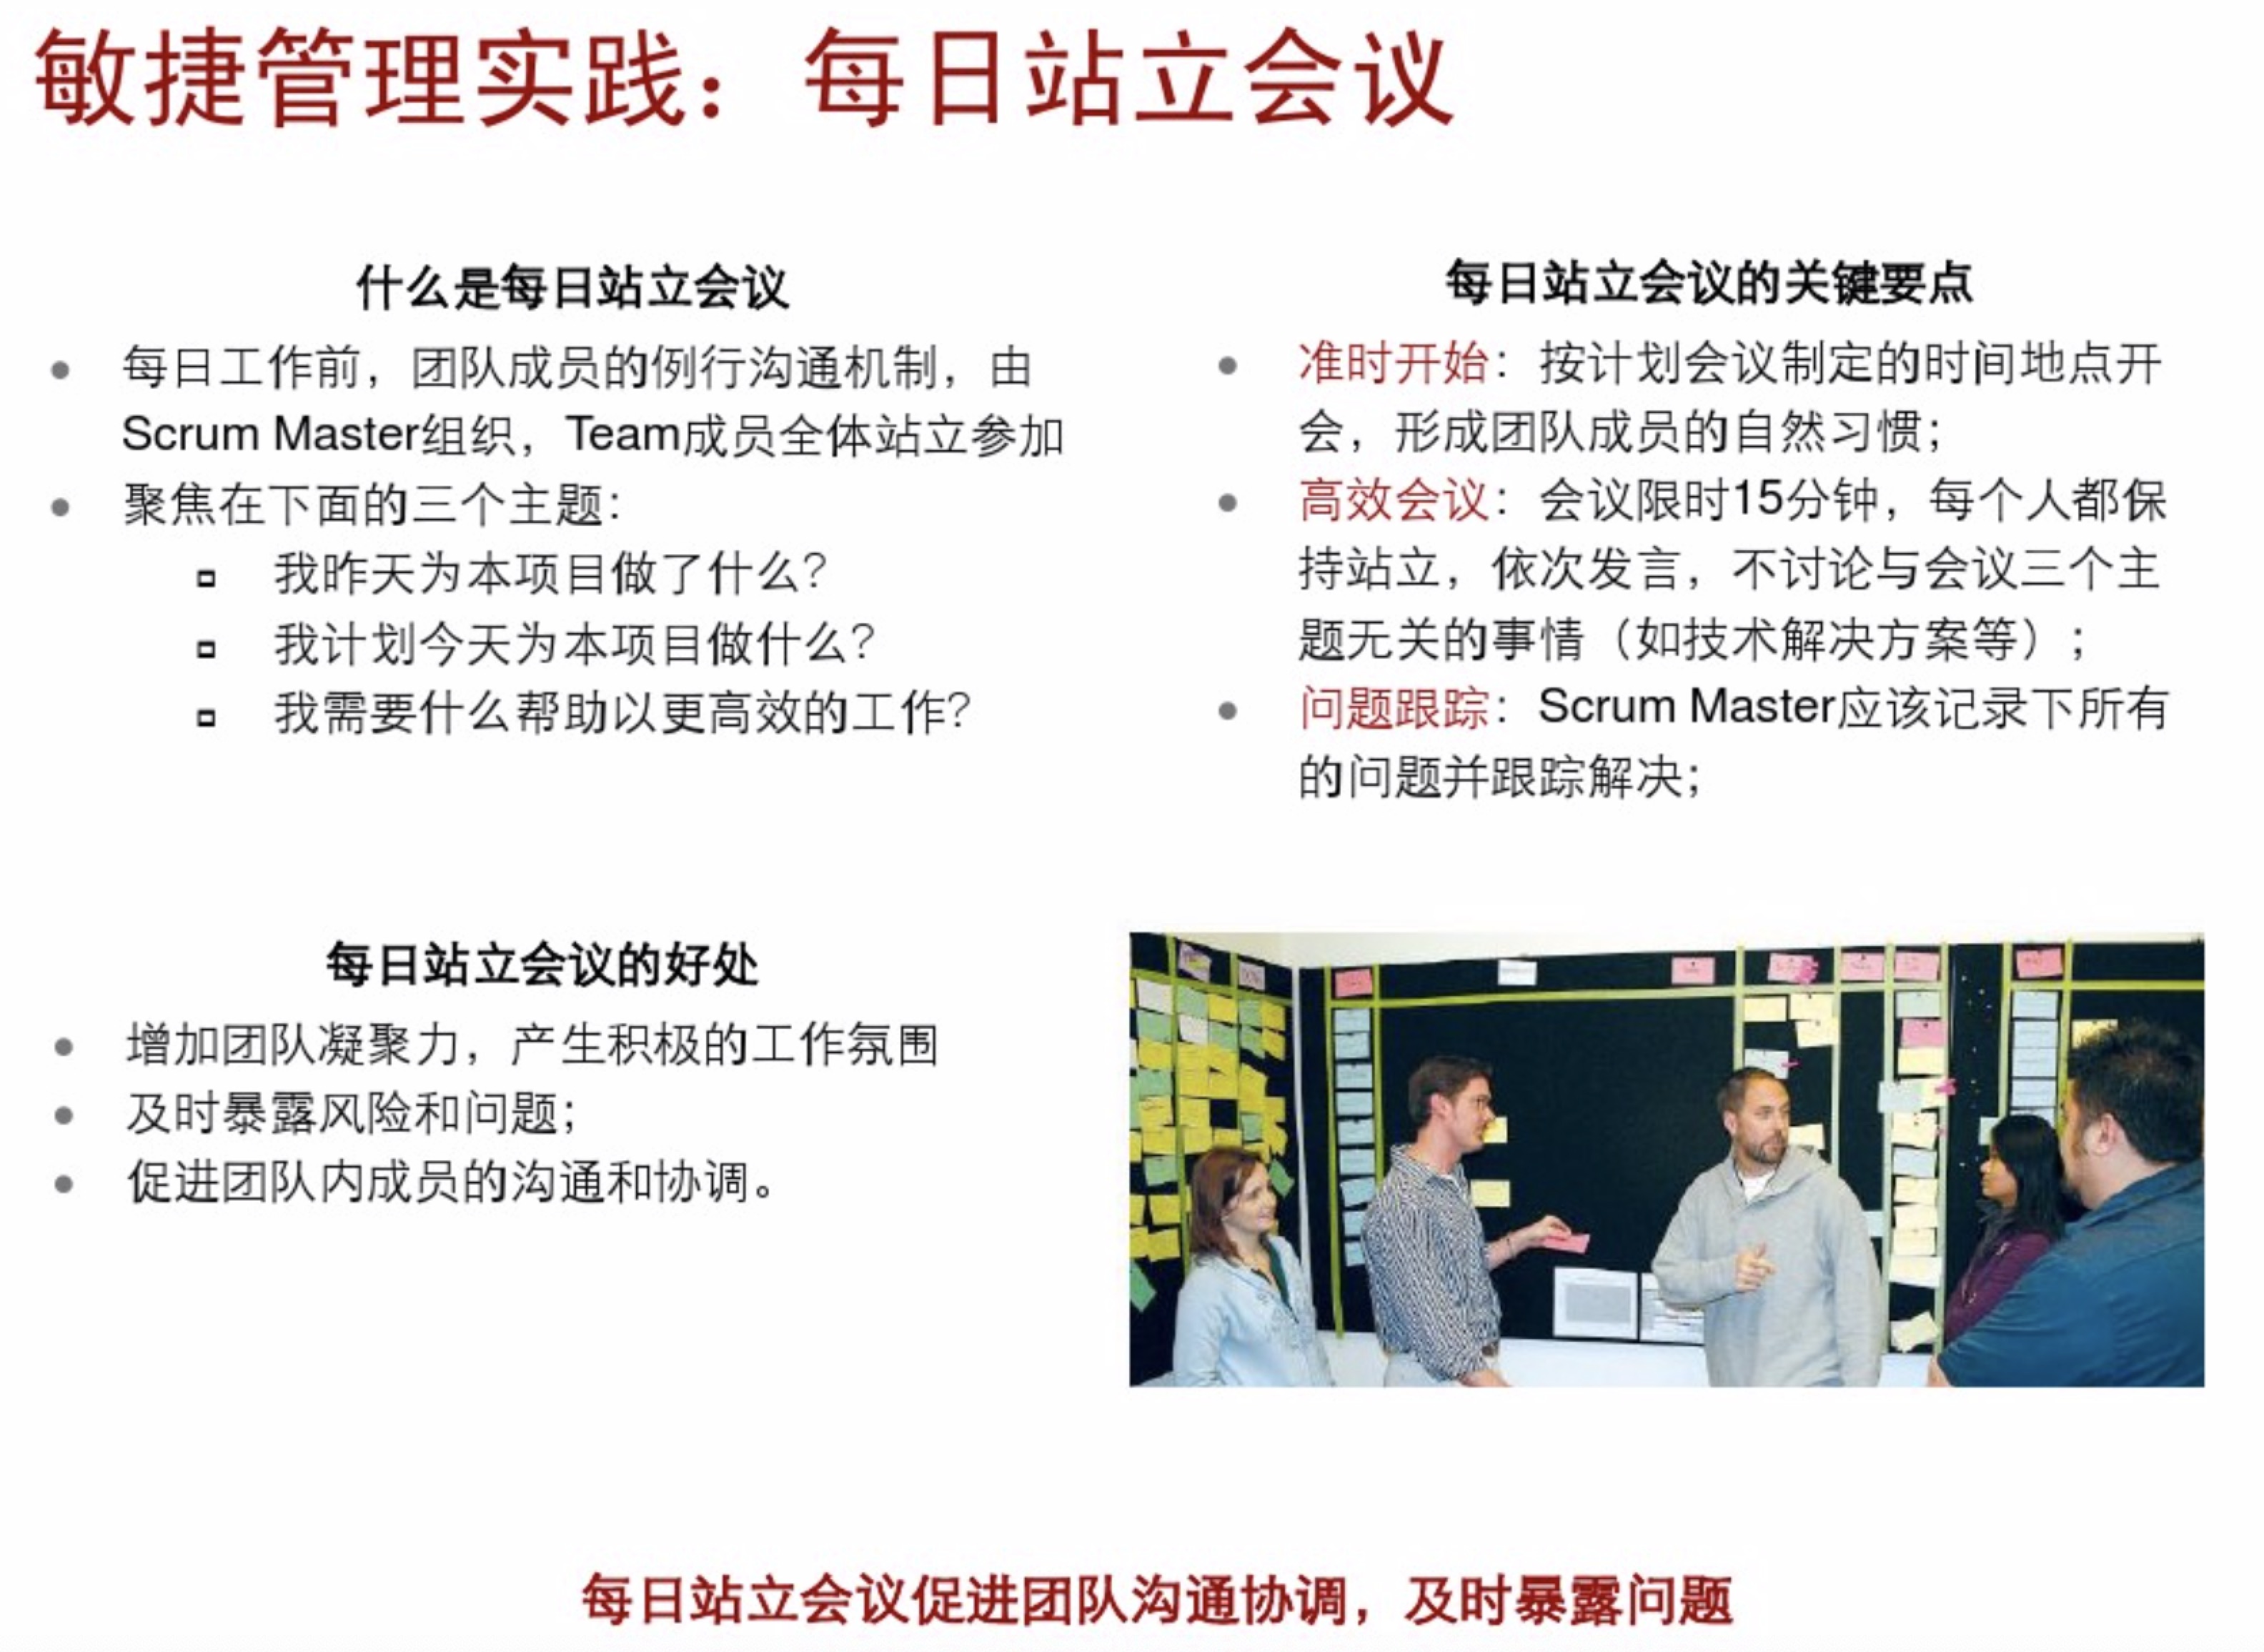 敏捷管理实践：每日站立会议
什么是每日站立会议
每日工作前，团队成员的例行沟通机制，由
Scrum Master组织，Team成员全体站立参加
聚焦在下面的三个主题：
我昨天为本项目做了什么？
我计划今天为本项目做什么？
我需要什么帮助以更高效的工作？
每日站立会议的关键要点
准时开始：按计划会议制定的时间地点开
会，形成团队成员的自然习惯；
高效会议：会议限时15分钟，每个人都保
持站立，依次发言，不讨论与会议三个主
题无关的事情（如技术解决方案等）；
问题跟踪：Scrum Master应该记录下所有
的问题并跟踪解决；
每日站立会议的好处
增加团队凝聚力，产生积极的工作氛围
及时暴露风险和问题；
促进团队内成员的沟通和协调。
每日站立会议促进团队沟通协调，及时暴露问题